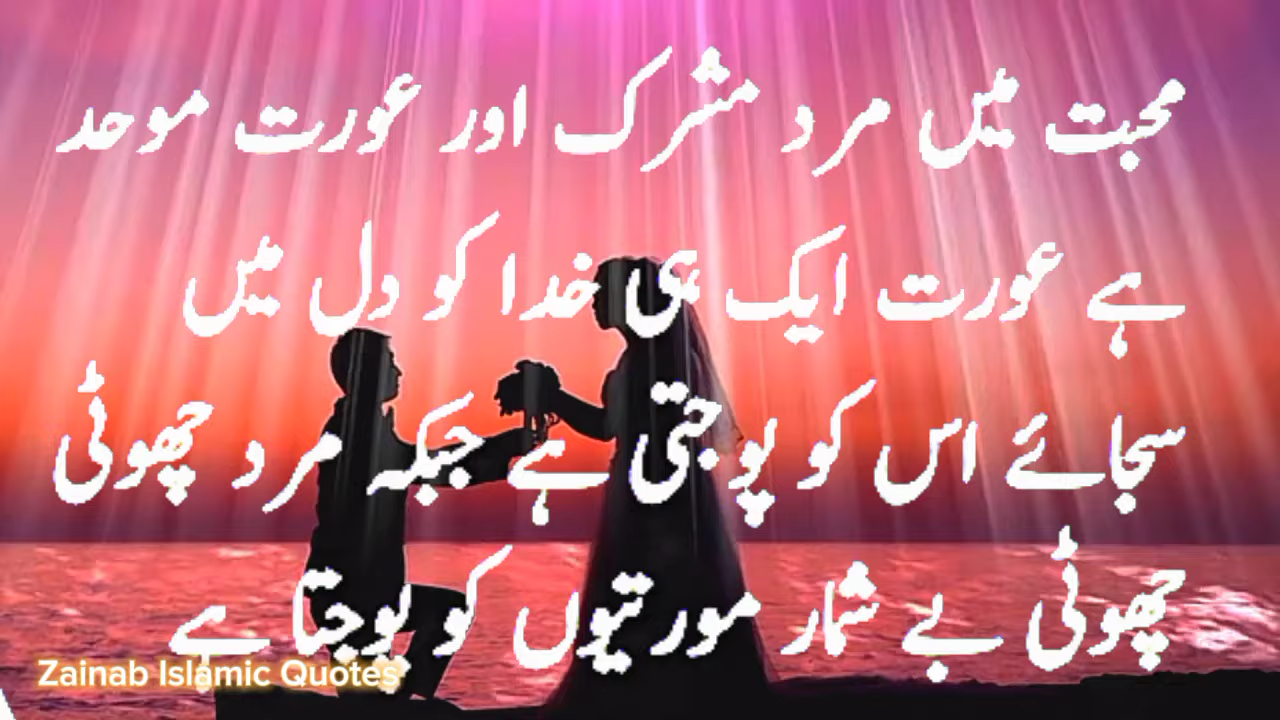 محبت میں مرد مشرک اور عورت موحد
ہے عورت ایک ہی خدا کو دل میں
سجائے اس کو پوجتی ہے جبکہ مرد چھوٹی
چھوٹی بے شمار مورتیوں کو پوجتا ہے
Zainab Islamic Quotes